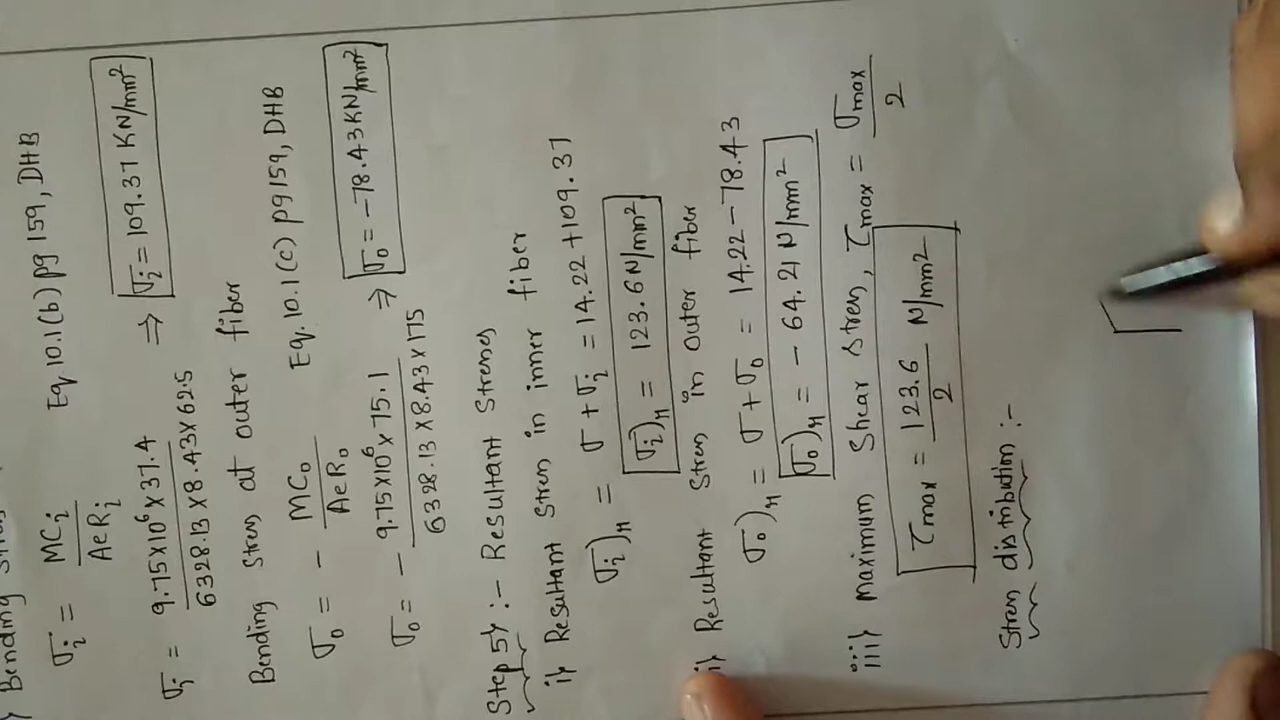 Bending
σi = MCi / AeRi Eq 10.1(b) pg 159, DHB
σi = 9.75×10⁶ × 37.4 / 6328.13 × 8.43 × 62.5 ⇒ σi = 109.37 KN/mm²
Bending Stress at outer fiber
σo = - MCo / AeRo Eq. 10.1(c) pg 159, DHB
σo = - 9.75×10⁶ × 75.1 / 6328.13 × 8.43 × 175 ⇒ σo = -78.43 KN/mm²
Step 5} :- Resultant Stresses
i} Resultant Stress in inner fiber
σi)r = σ + σi = 14.22 + 109.37
σi)r = 123.6 N/mm²
i} Resultant Stress in outer fiber
σo)r = σ + σo = 14.22 - 78.43
σo)r = - 64.21 N/mm²
iii} maximum Shear stress, τmax = σmax / 2
τmax = 123.6 / 2 N/mm2
Stress distribution :-